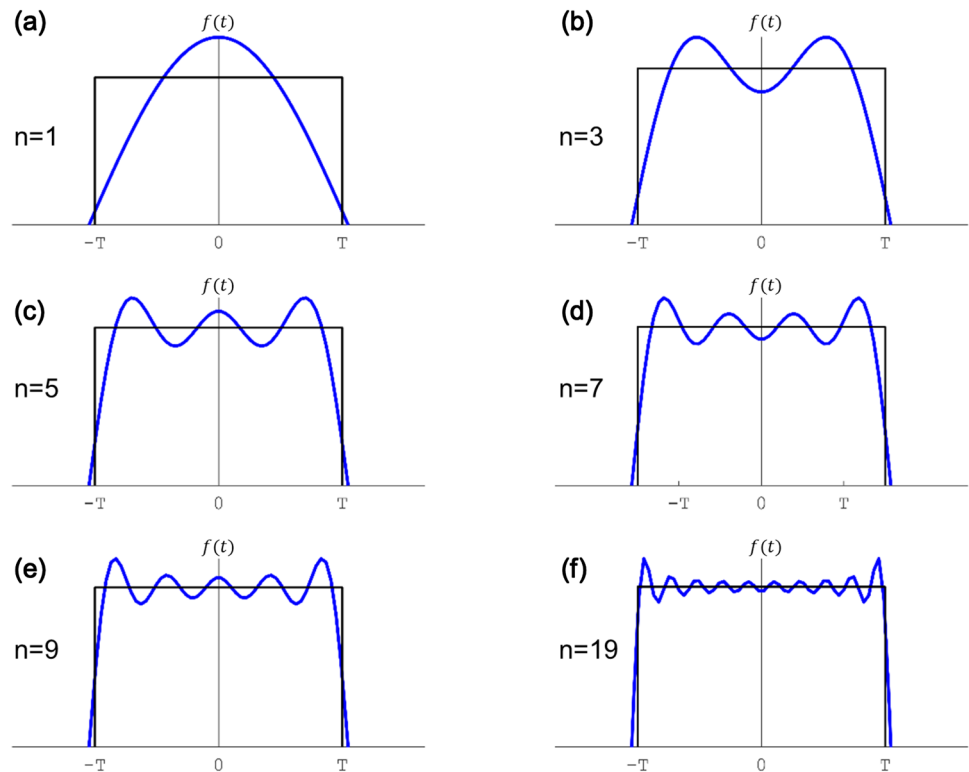 (a)
f(t)
n=1
-T 0 T
(b)
f(t)
n=3
-T 0 T
(c)
f(t)
n=5
-T 0 T
(d)
f(t)
n=7
-T 0 T
(e)
f(t)
n=9
-T 0 T
(f)
f(t)
n=19
-T 0 T